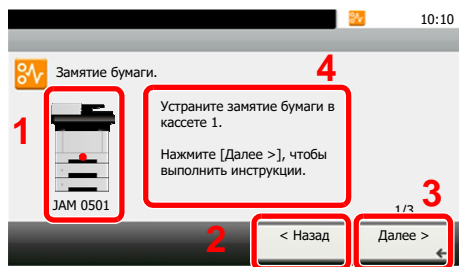 10:10
Замятие бумаги.
4
1
Устраните замятие бумаги в
кассете 1.
Нажмите [Далее >], чтобы
выполнить инструкции.
JAM 0501
1/3
3
2
< Назад
Далее >